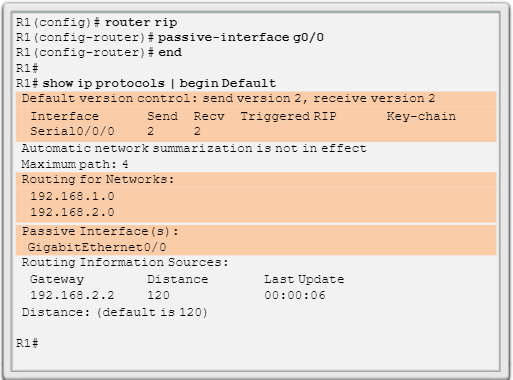 R1(config)# router rip
R1(config-router)# passive-interface g0/0
R1(config-router)# end
R1#
R1# show ip protocols | begin Default
Default version control: send version 2, receive version 2
Interface Send Recv Triggered RIP Key-chain
Serial0/0/0 2 2
Automatic network summarization is not in effect
Maximum path: 4
Routing for Networks:
192.168.1.0
192.168.2.0
Passive Interface(s):
GigabitEthernet0/0
Routing Information Sources:
Gateway Distance Last Update
192.168.2.2 120 00:00:06
Distance: (default is 120)
R1#